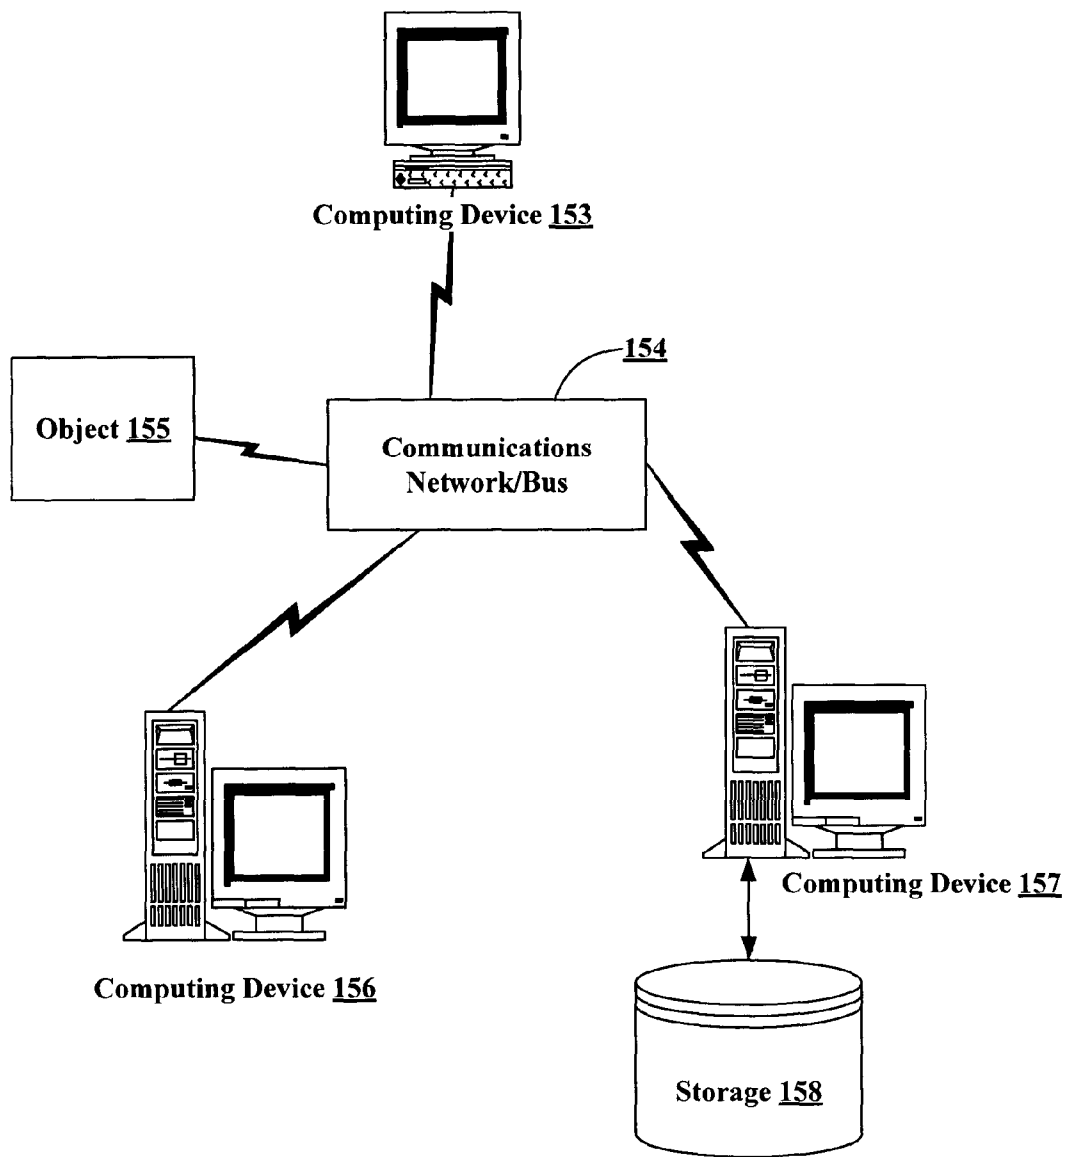 Computing Device 153
154
Object 155
Communications
Network/Bus
Computing Device 157
Computing Device 156
Storage 158